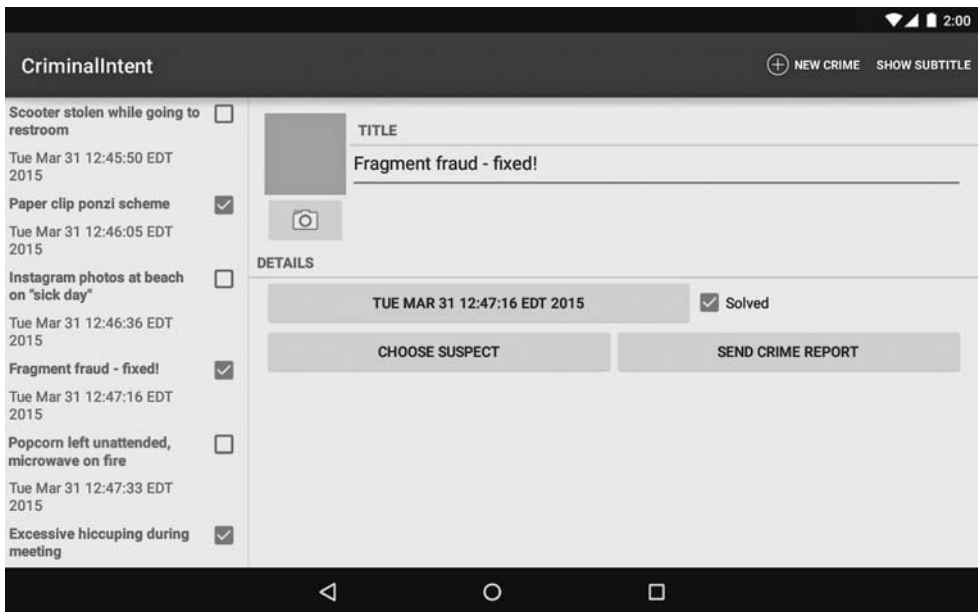 2:00
CriminalIntent
NEW CRIME SHOW SUBTITLE
Scooter stolen while going to
restroom
Tue Mar 31 12:45:50 EDT
2015
Paper clip ponzi scheme
Tue Mar 31 12:46:05 EDT
2015
Instagram photos at beach
on "sick day"
Tue Mar 31 12:46:36 EDT
2015
Fragment fraud - fixed!
Tue Mar 31 12:47:16 EDT
2015
Popcorn left unattended,
microwave on fire
Tue Mar 31 12:47:33 EDT
2015
Excessive hiccuping during
meeting
TITLE
Fragment fraud - fixed!
DETAILS
TUE MAR 31 12:47:16 EDT 2015
Solved
CHOOSE SUSPECT
SEND CRIME REPORT